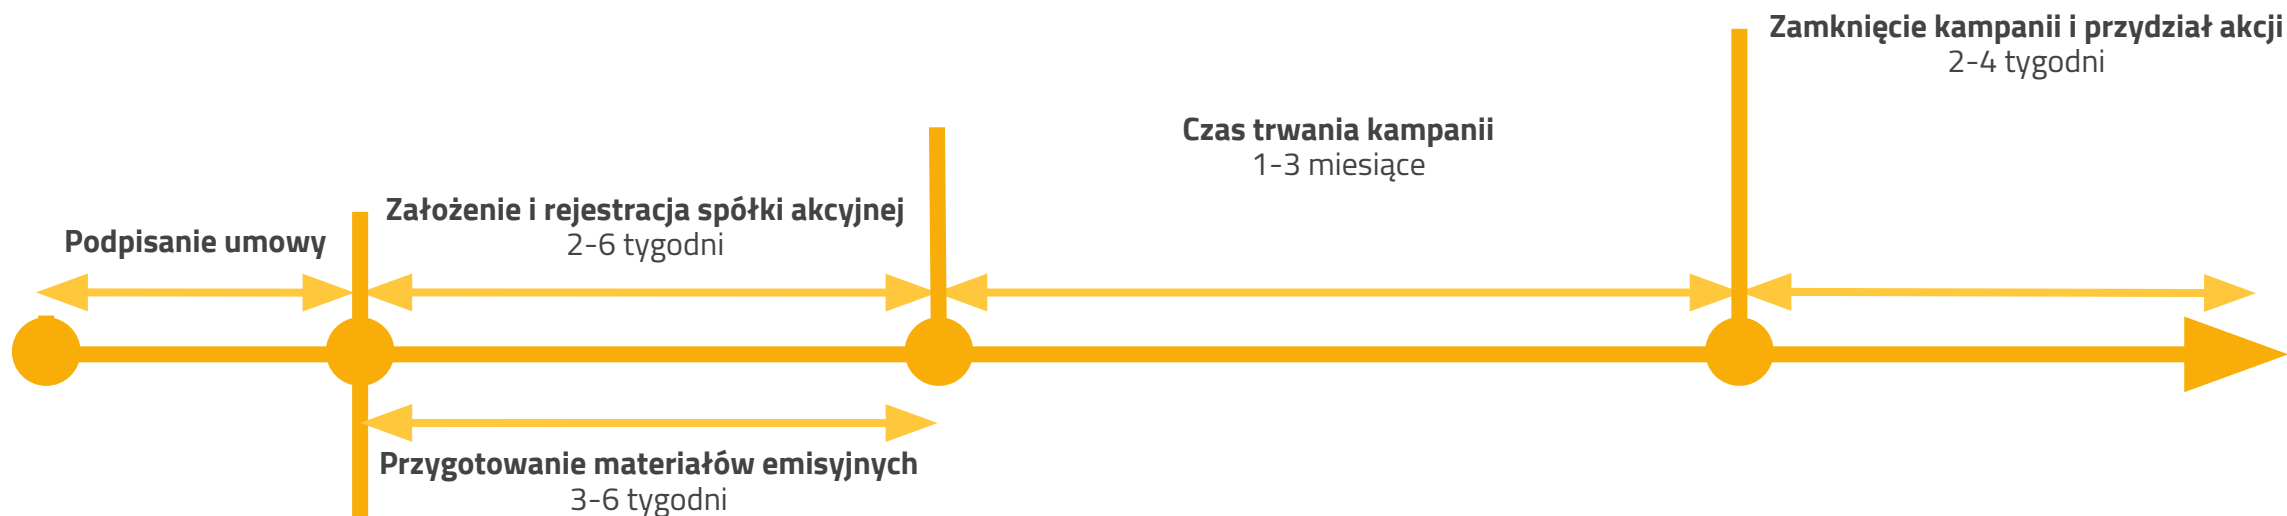 Podpisanie umowy
Założenie i rejestracja spółki akcyjnej
2-6 tygodni
Przygotowanie materiałów emisyjnych
3-6 tygodni
Czas trwania kampanii
1-3 miesiące
Zamknięcie kampanii i przydział akcji
2-4 tygodni